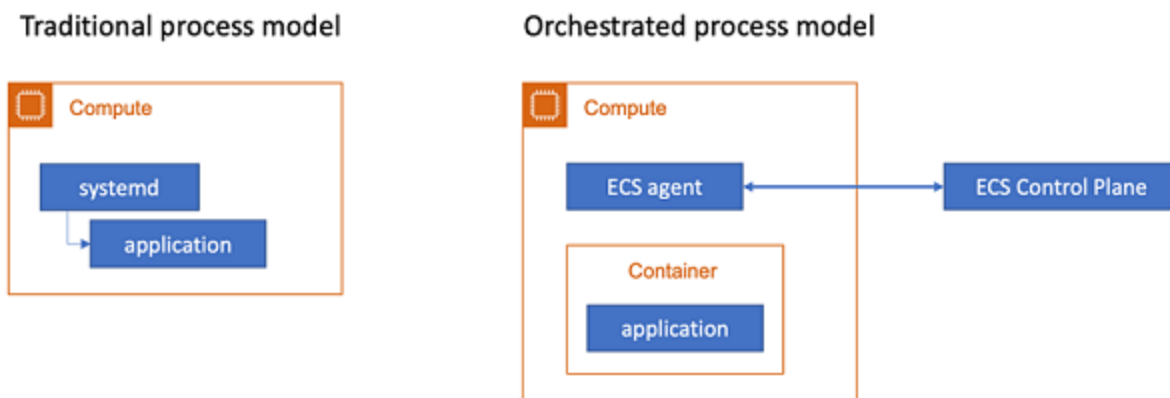 Traditional process model
Orchestrated process model
Compute
systemd
application
Compute
ECS agent
ECS Control Plane
Container
application